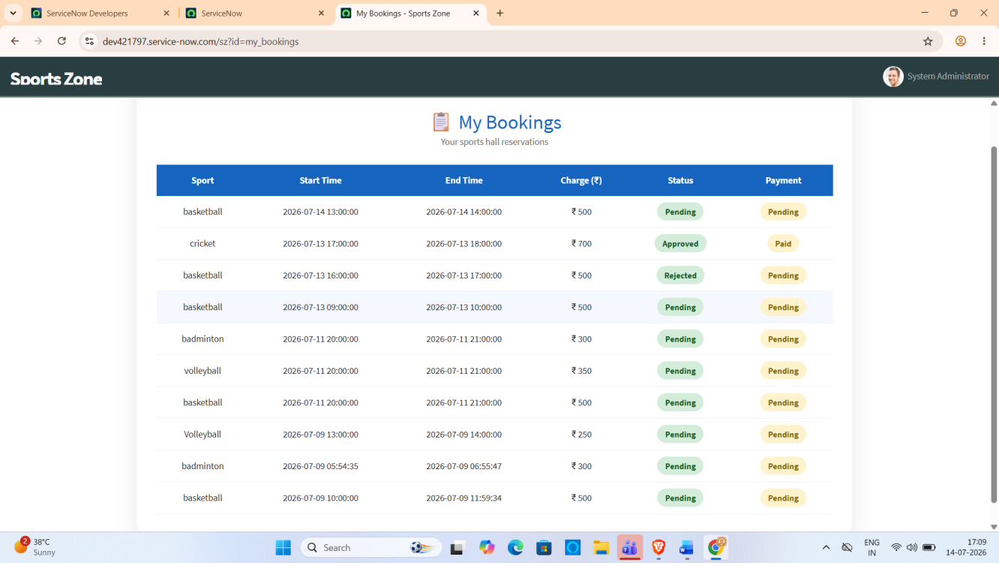 ServiceNow Developers
ServiceNow
My Bookings - Sports Zone
dev421797.service-now.com/sz?id=my_bookings
Sports Zone
System Administrator
My Bookings
Your sports hall reservations
Sport Start Time End Time Charge (₹) Status Payment
basketball 2026-07-14 13:00:00 2026-07-14 14:00:00 ₹ 500 Pending Pending
cricket 2026-07-13 17:00:00 2026-07-13 18:00:00 ₹ 700 Approved Paid
basketball 2026-07-13 16:00:00 2026-07-13 17:00:00 ₹ 500 Rejected Pending
basketball 2026-07-13 09:00:00 2026-07-13 10:00:00 ₹ 500 Pending Pending
badminton 2026-07-11 20:00:00 2026-07-11 21:00:00 ₹ 300 Pending Pending
volleyball 2026-07-11 20:00:00 2026-07-11 21:00:00 ₹ 350 Pending Pending
basketball 2026-07-11 20:00:00 2026-07-11 21:00:00 ₹ 500 Pending Pending
Volleyball 2026-07-09 13:00:00 2026-07-09 14:00:00 ₹ 250 Pending Pending
badminton 2026-07-09 05:54:35 2026-07-09 06:55:47 ₹ 300 Pending Pending
basketball 2026-07-09 10:00:00 2026-07-09 11:59:34 ₹ 500 Pending Pending
2
38°C
Sunny
Search
ENG
IN
17:09
14-07-2026